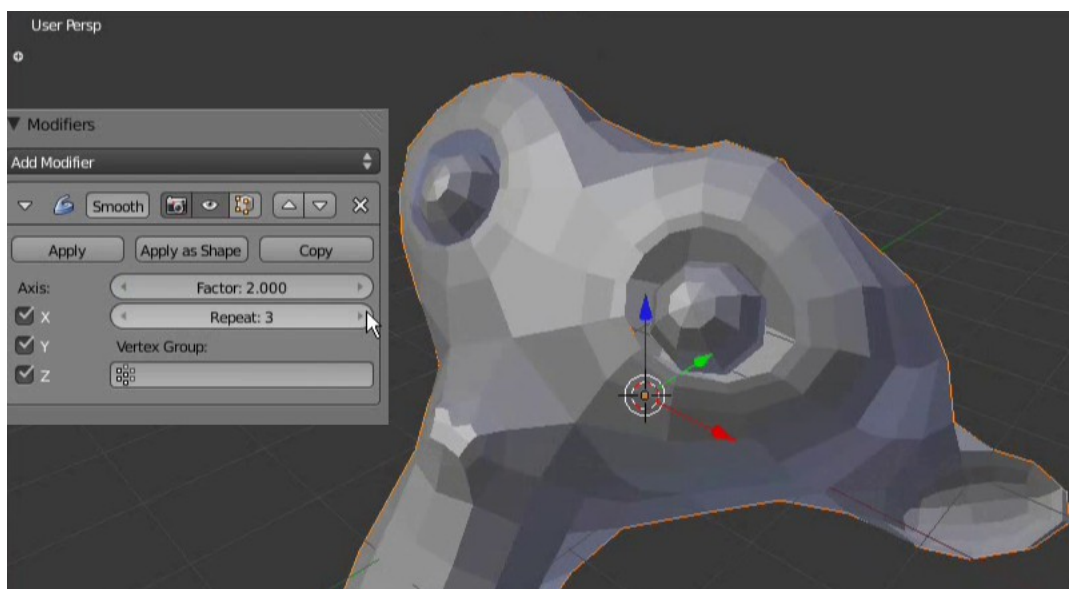 User Persp
Modifiers
Add Modifier
Smooth
Apply
Apply as Shape
Copy
Axis:
Factor: 2.000
X
Repeat: 3
Y
Vertex Group:
Z